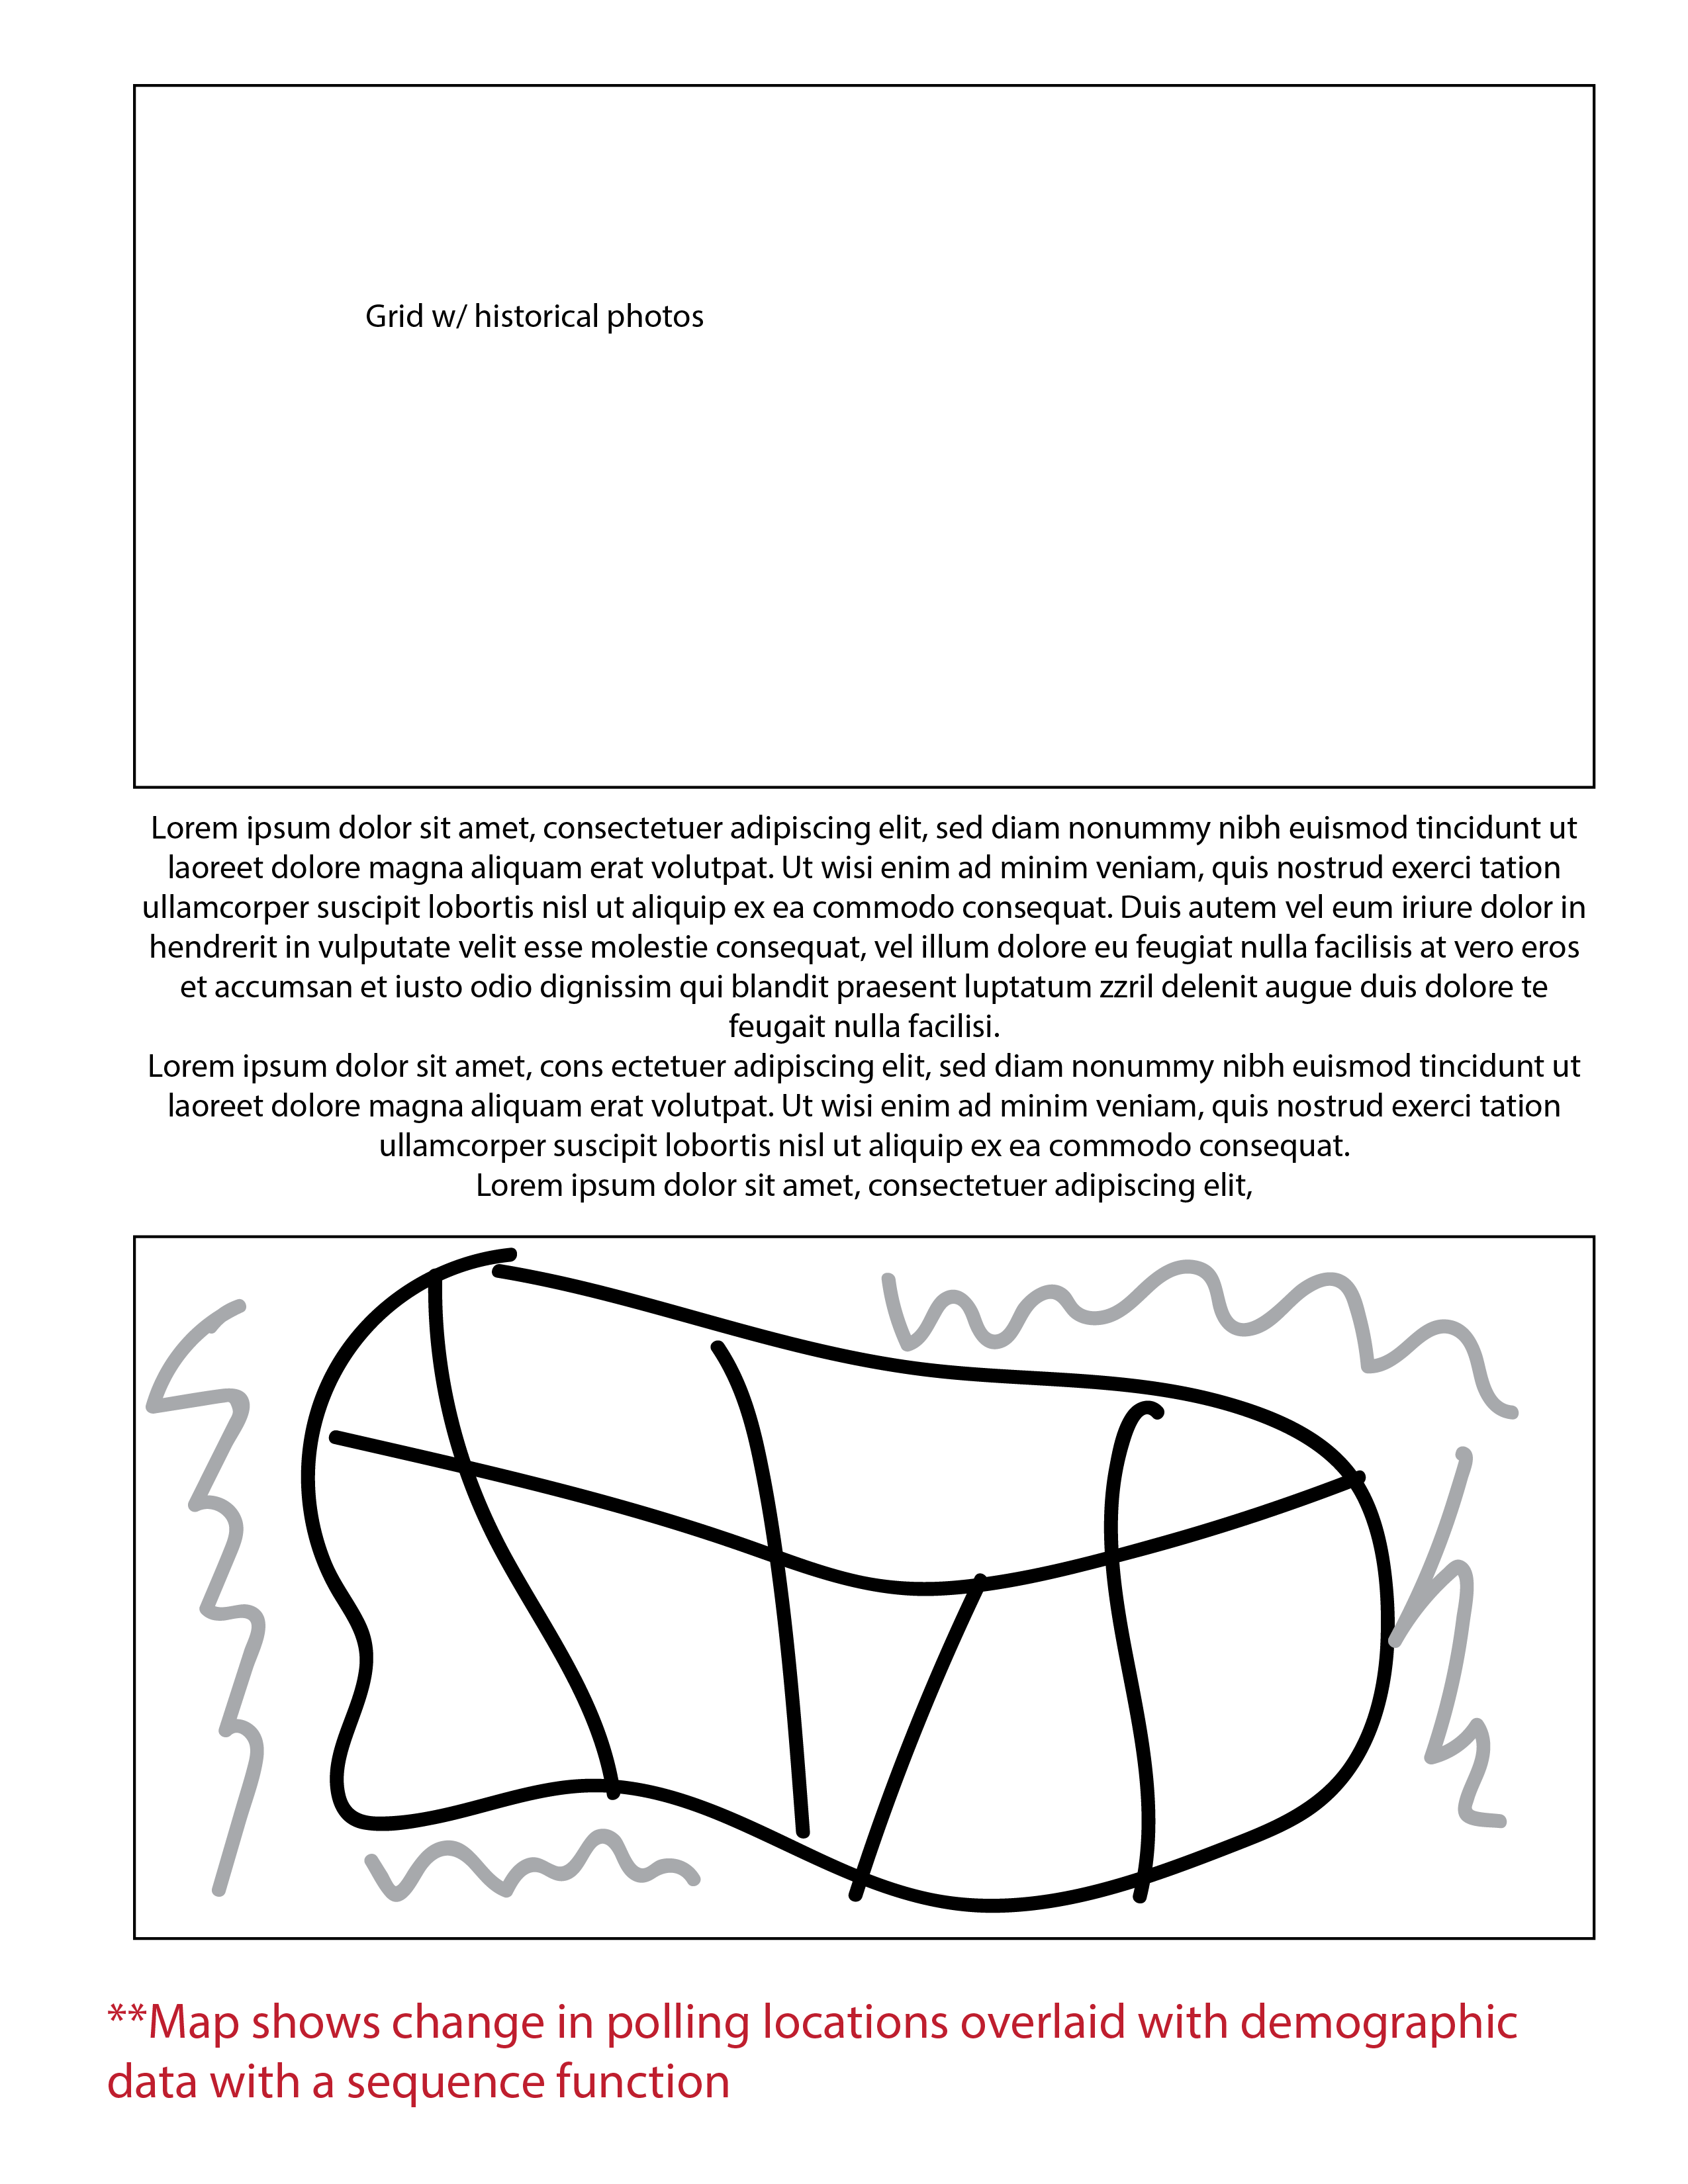 Grid w/ historical photos
Lorem ipsum dolor sit amet, consectetuer adipiscing elit, sed diam nonummy nibh euismod tincidunt ut
laoreet dolore magna aliquam erat volutpat. Ut wisi enim ad minim veniam, quis nostrud exerci tation
ullamcorper suscipit lobortis nisl ut aliquip ex ea commodo consequat. Duis autem vel eum iriure dolor in
hendrerit in vulputate velit esse molestie consequat, vel illum dolore eu feugiat nulla facilisis at vero eros
et accumsan et iusto odio dignissim qui blandit praesent luptatum zzril delenit augue duis dolore te
feugait nulla facilisi.
Lorem ipsum dolor sit amet, cons ectetuer adipiscing elit, sed diam nonummy nibh euismod tincidunt ut
laoreet dolore magna aliquam erat volutpat. Ut wisi enim ad minim veniam, quis nostrud exerci tation
ullamcorper suscipit lobortis nisl ut aliquip ex ea commodo consequat.
Lorem ipsum dolor sit amet, consectetuer adipiscing elit,
**Map shows change in polling locations overlaid with demographic
data with a sequence function